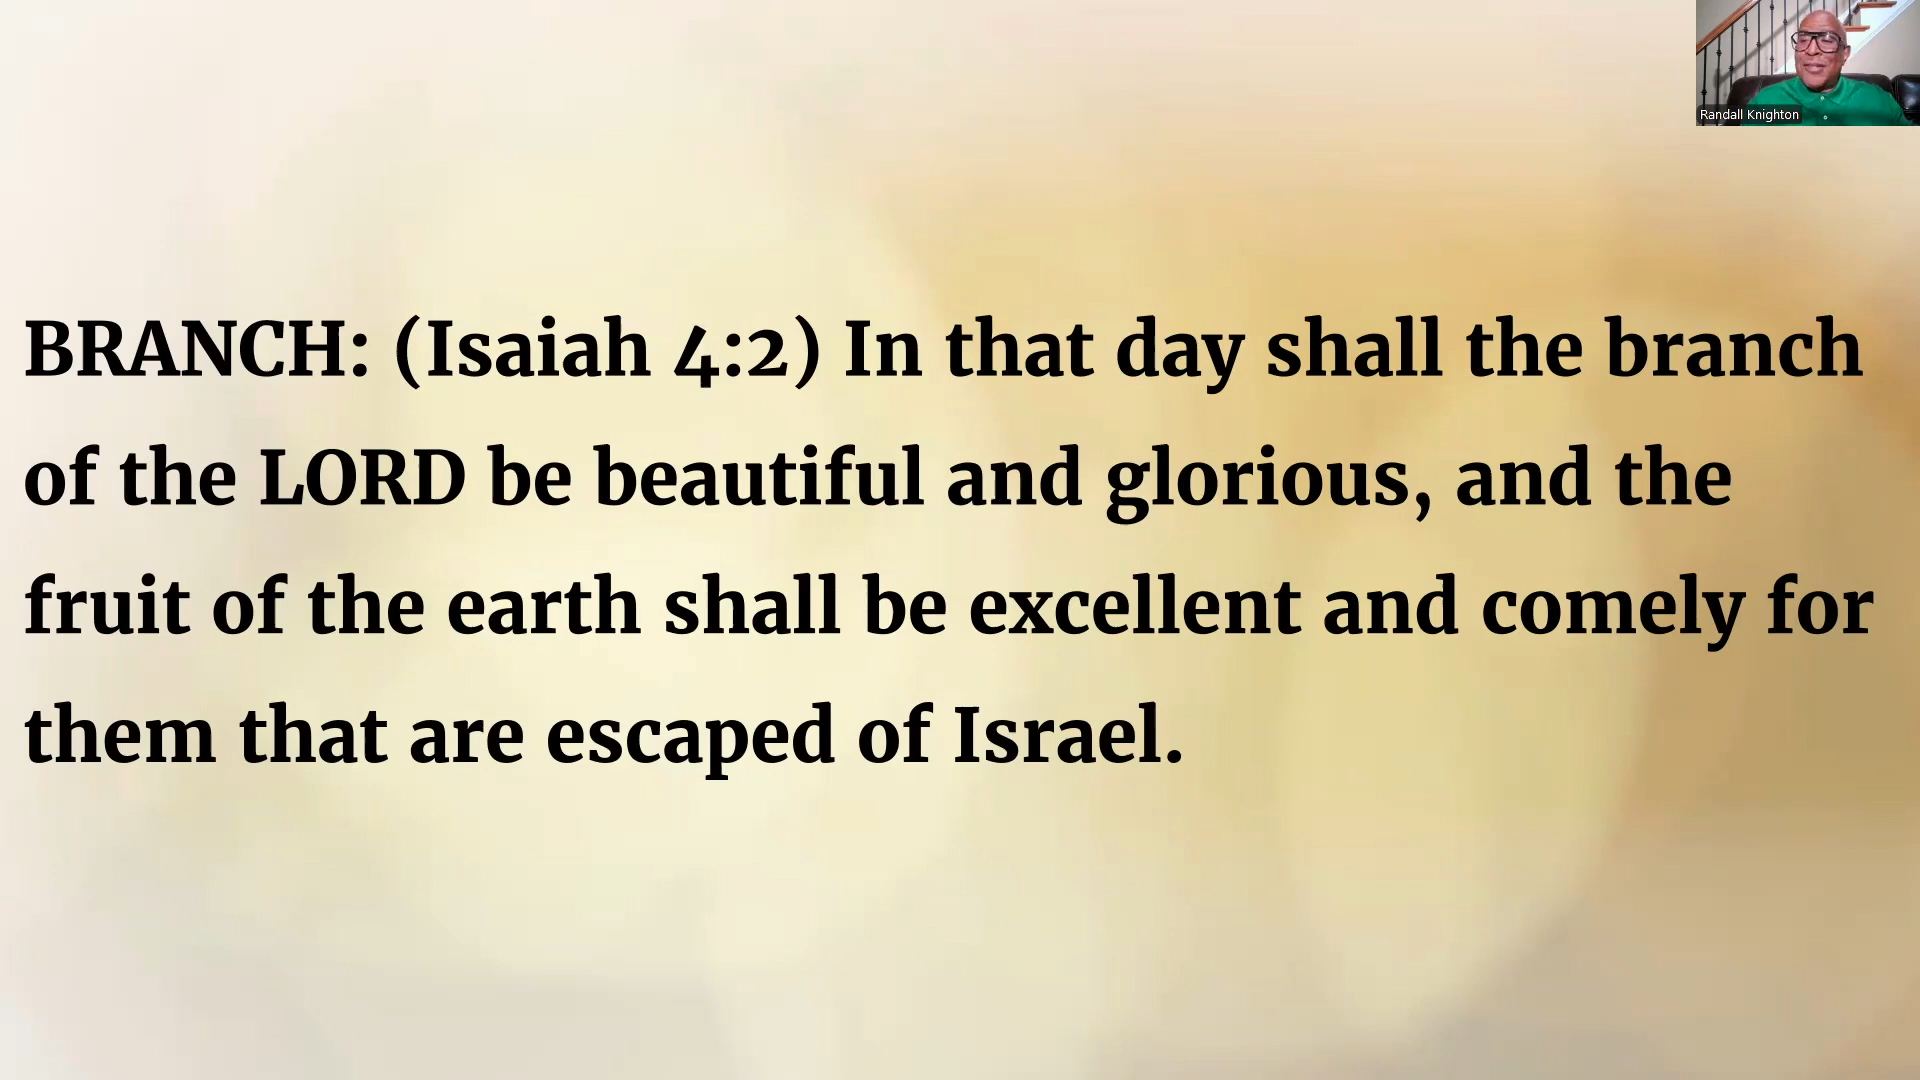 Randall Knighton
BRANCH: (Isaiah 4:2) In that day shall the branch
of the LORD be beautiful and glorious, and the
fruit of the earth shall be excellent and comely for
them that are escaped of Israel.